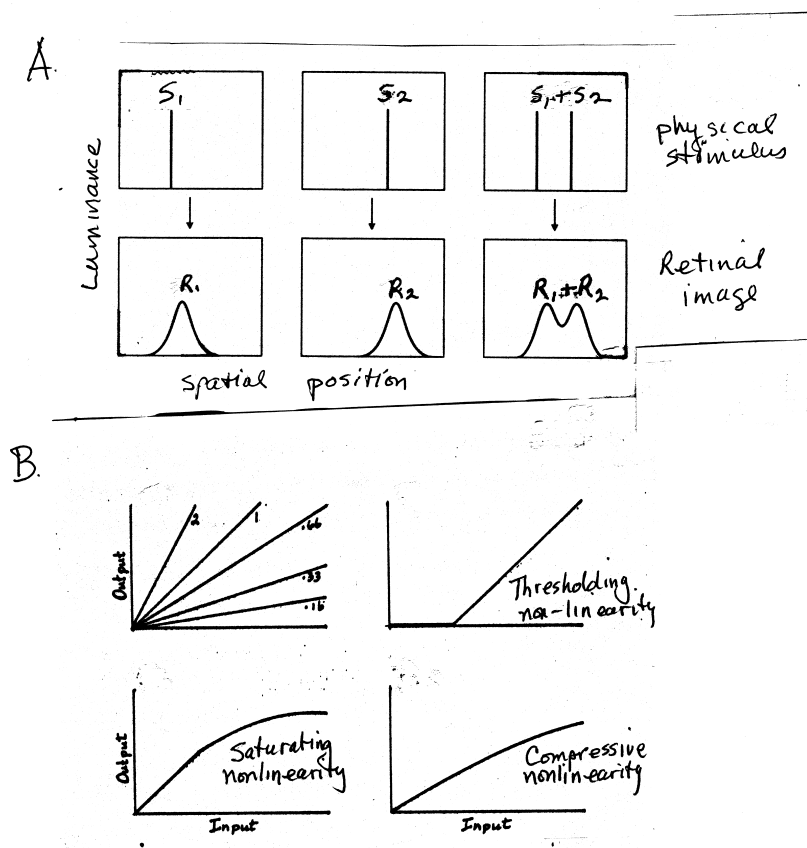 A.
S1
S2
S1+S2
physical
stimulus
Luminance
R1
R2
R1+R2
Retinal
image
spatial position
B.
2
1
.66
.33
.16
Output
Thresholding
non-linearity
Output
Saturating
nonlinearity
Input
Compressive
nonlinearity
Input